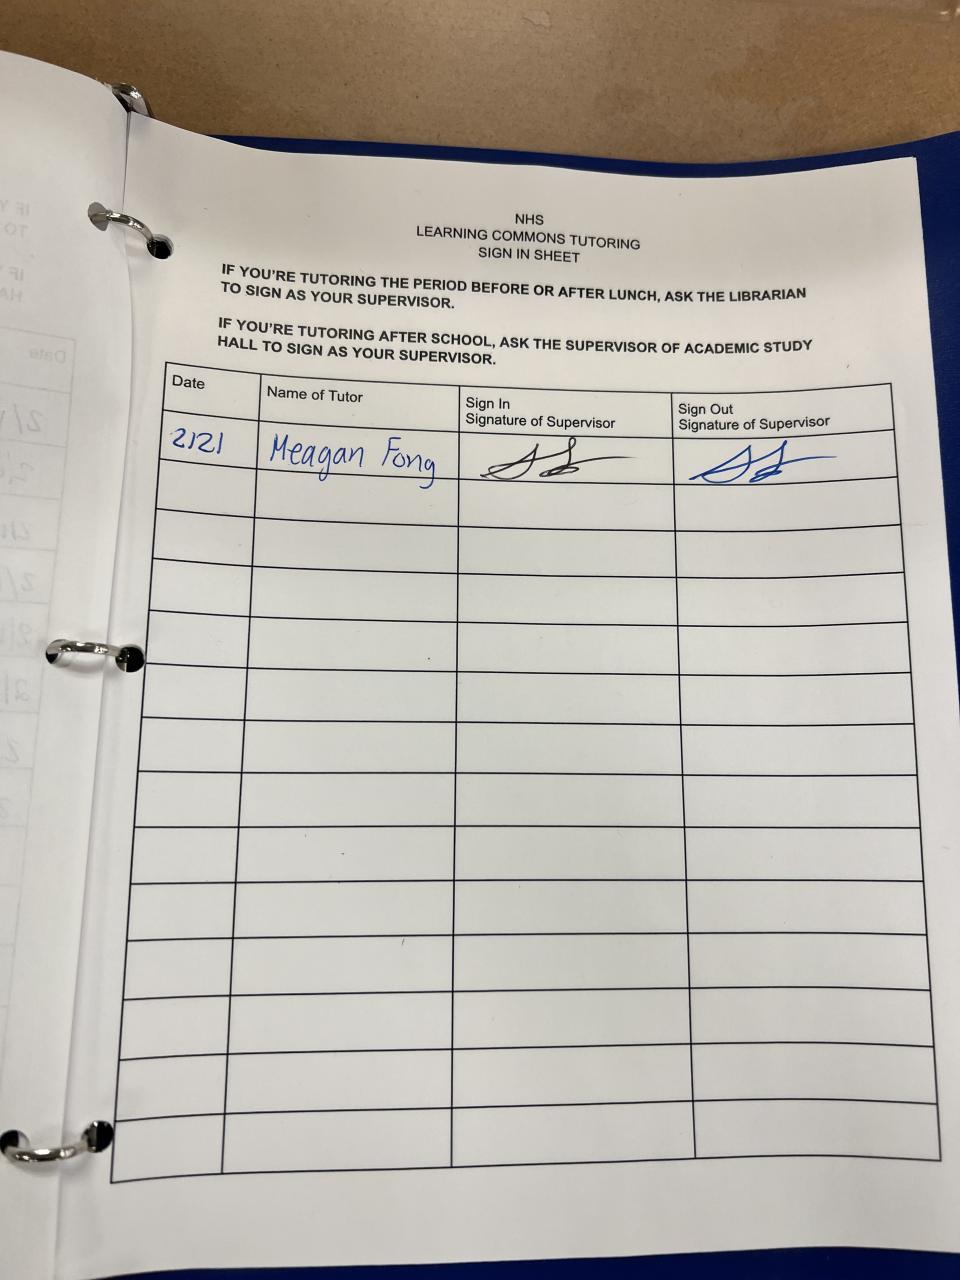 NHS
LEARNING COMMONS TUTORING
SIGN IN SHEET
IF YOU'RE TUTORING THE PERIOD BEFORE OR AFTER LUNCH, ASK THE LIBRARIAN
TO SIGN AS YOUR SUPERVISOR.
IF YOU'RE TUTORING AFTER SCHOOL, ASK THE SUPERVISOR OF ACADEMIC STUDY
HALL TO SIGN AS YOUR SUPERVISOR.
Date
Name of Tutor
Sign In
Signature of Supervisor
Sign Out
Signature of Supervisor
2/21
Meagan Fong